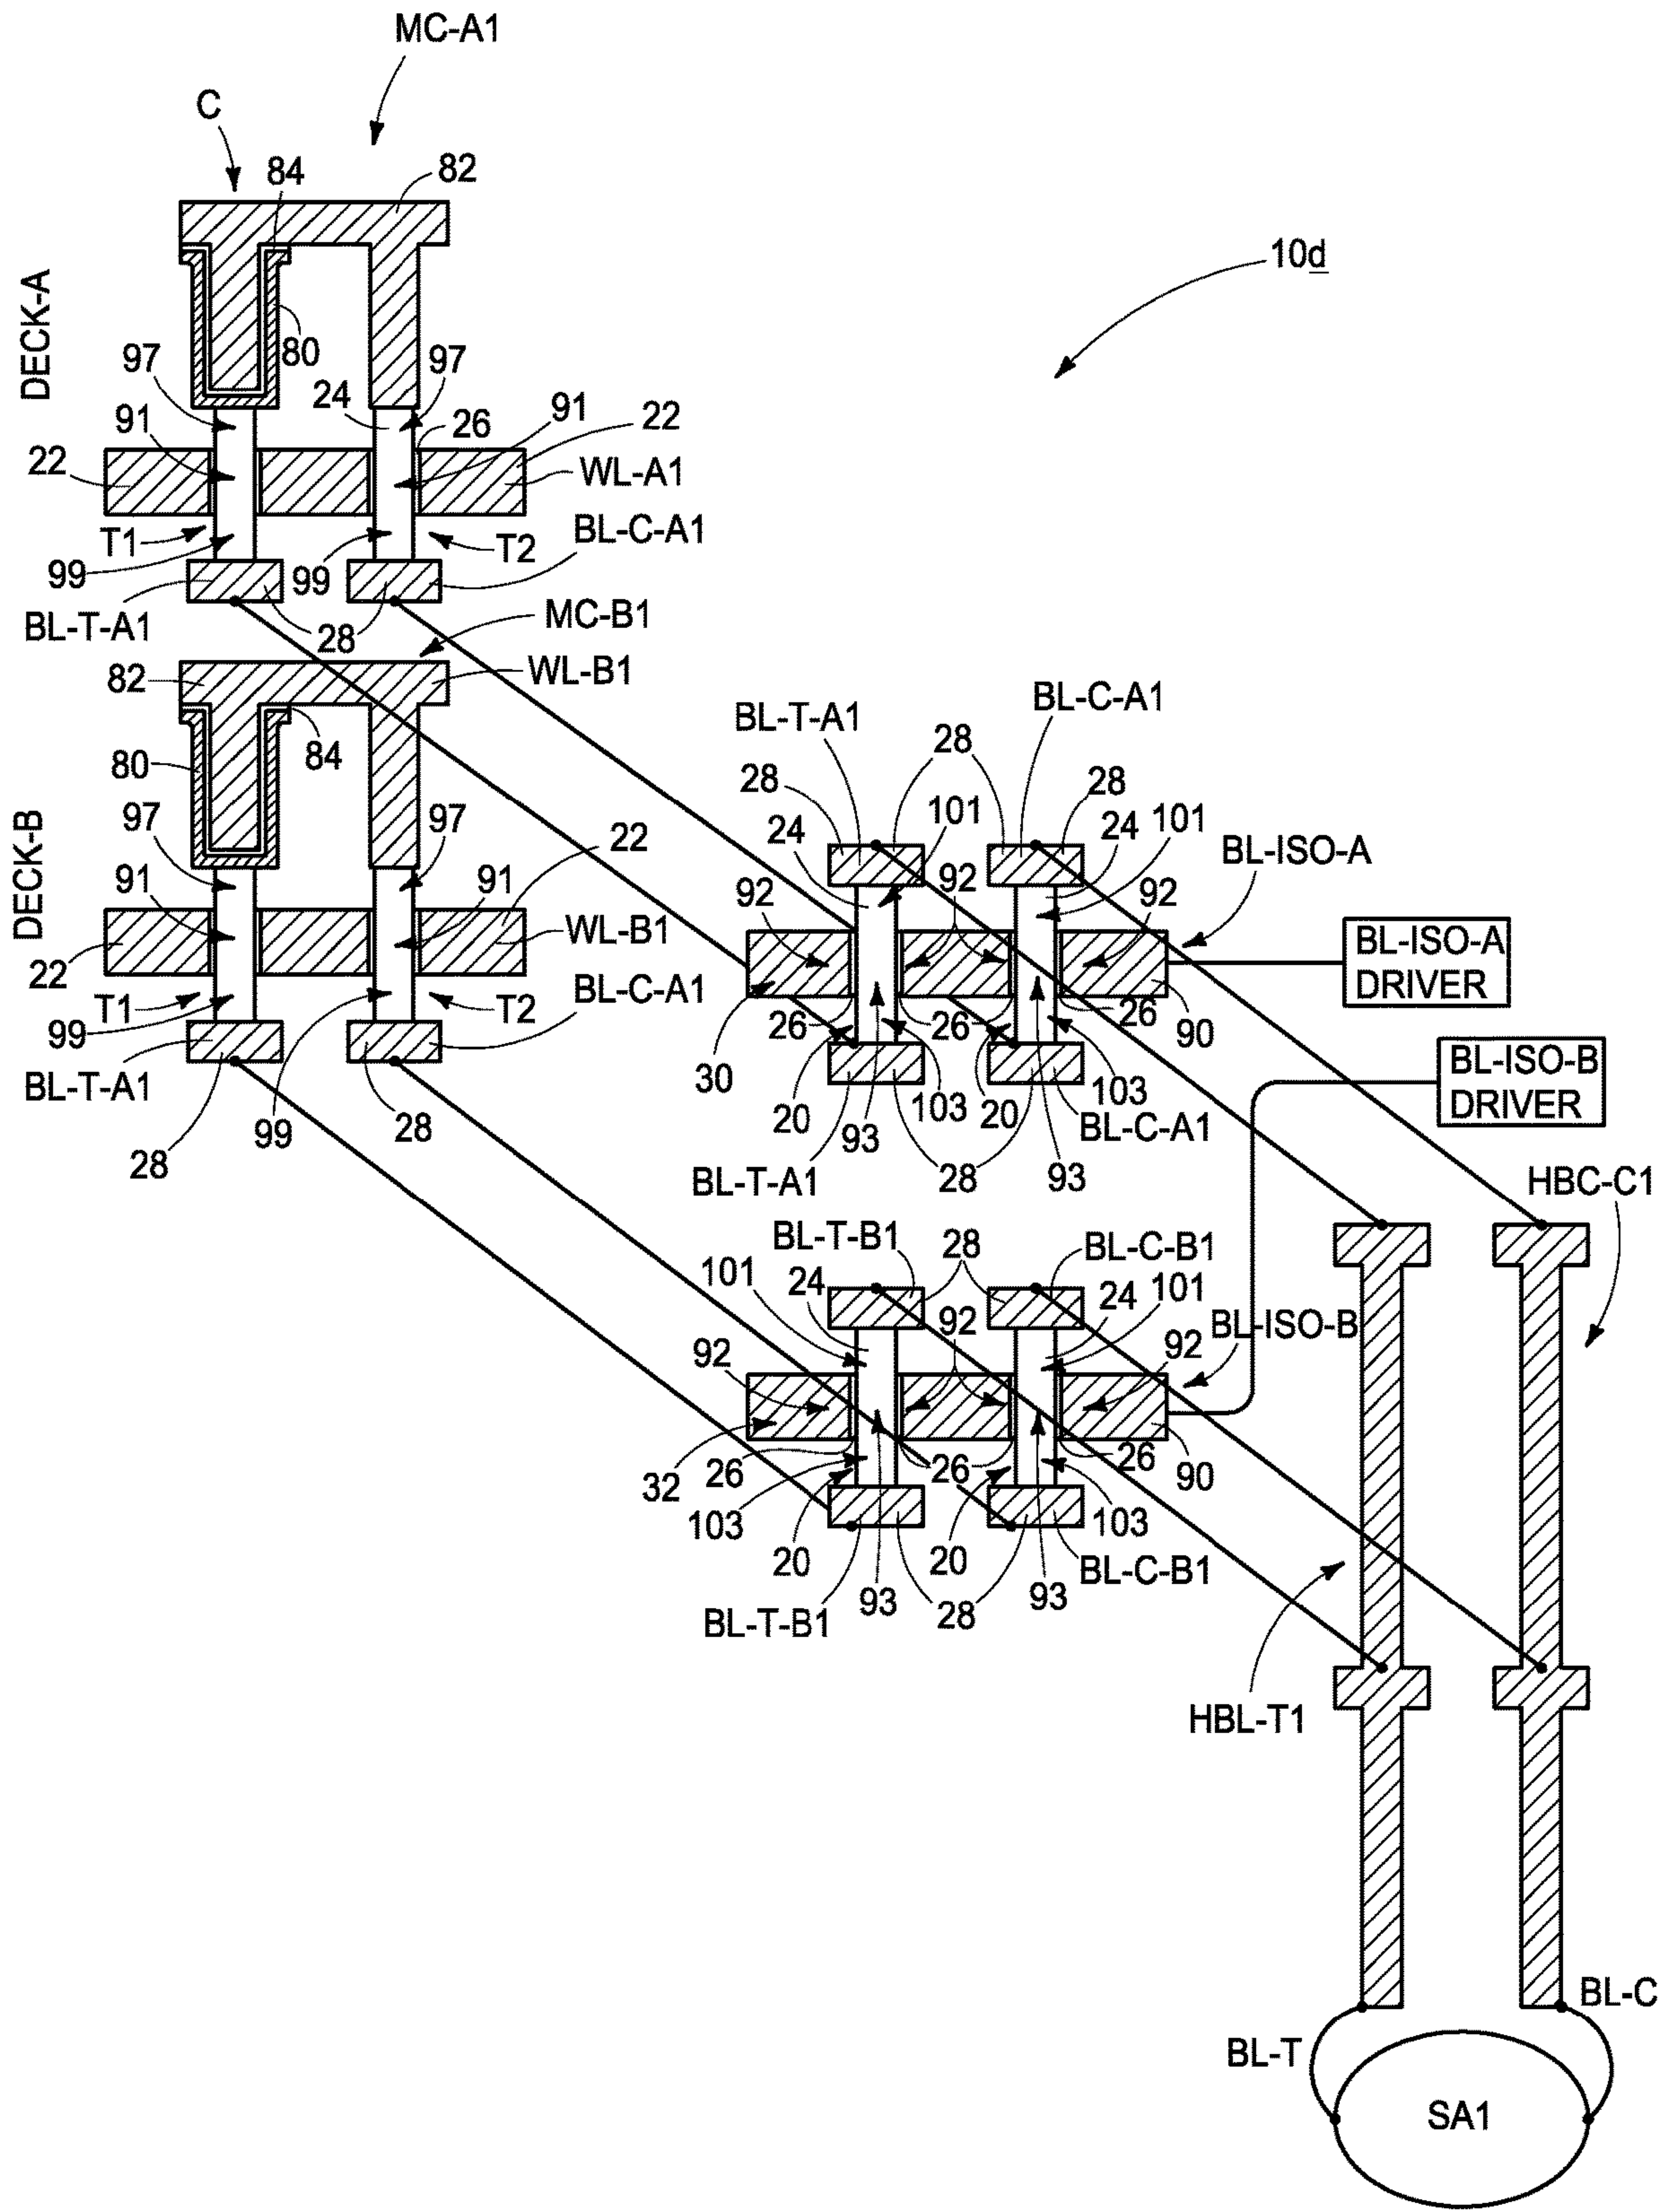 MC-A1
C
84
82
10d
DECK-A
80
97
24
97
91
26
91
22
22
WL-A1
T1
BL-C-A1
99
99
T2
BL-T-A1
28
MC-B1
82
WL-B1
84
80
DECK-B
97
97
22
91
91
WL-B1
22
T1
BL-C-A1
99
T2
BL-T-A1
99
28
28
BL-T-A1
BL-C-A1
28
28
28
24
101
24
101
BL-ISO-A
92
92
92
BL-ISO-A
DRIVER
26
26
26
90
30
BL-ISO-B
DRIVER
20
103
20
103
93
BL-C-A1
BL-T-A1
28
93
HBC-C1
BL-T-B1
28
BL-C-B1
101
24
24
101
BL-ISO-B
92
92
92
26
26
26
90
32
103
103
20
20
BL-C-B1
93
93
BL-T-B1
28
HBL-T1
BL-C
BL-T
SA1